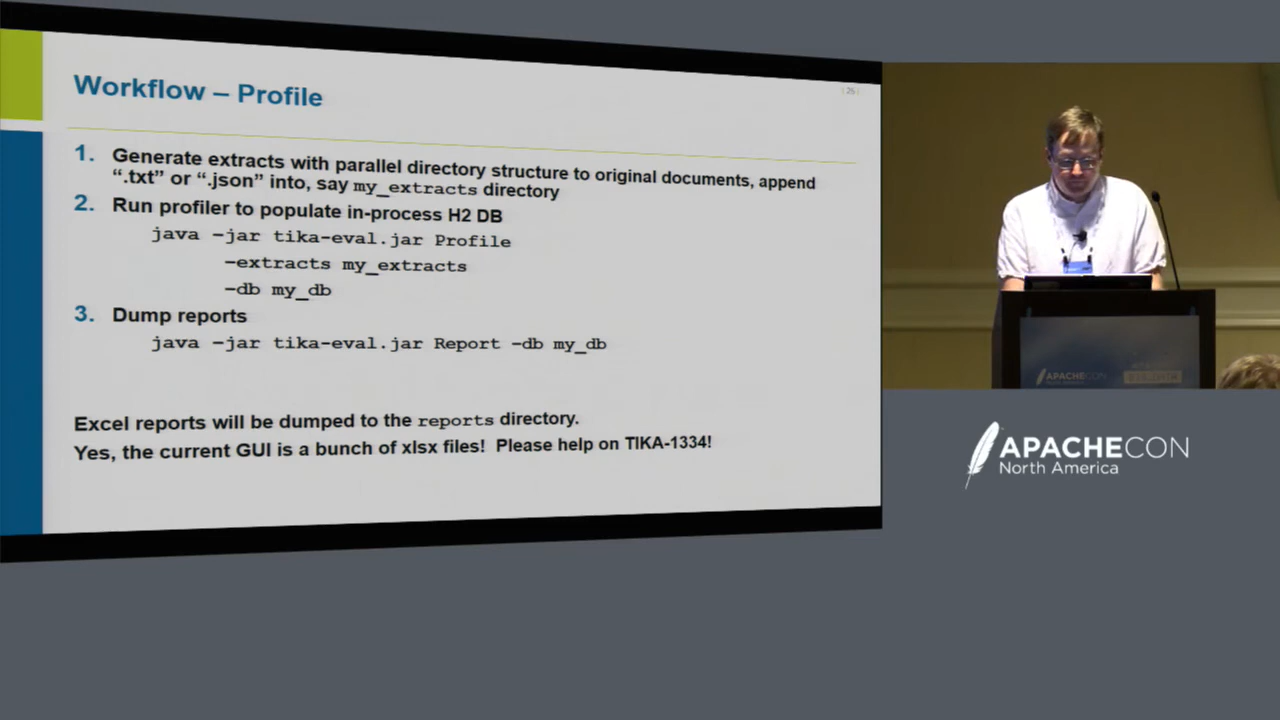 Workflow – Profile
| 26 |
1. Generate extracts with parallel directory structure to original documents, append
“.txt” or “.json” into, say my_extracts directory
2. Run profiler to populate in-process H2 DB
java –jar tika-eval.jar Profile
–extracts my_extracts
–db my_db
3. Dump reports
java –jar tika-eval.jar Report –db my_db
Excel reports will be dumped to the reports directory.
Yes, the current GUI is a bunch of xlsx files!  Please help on TIKA-1334!
APACHECON
APACHECON
North America